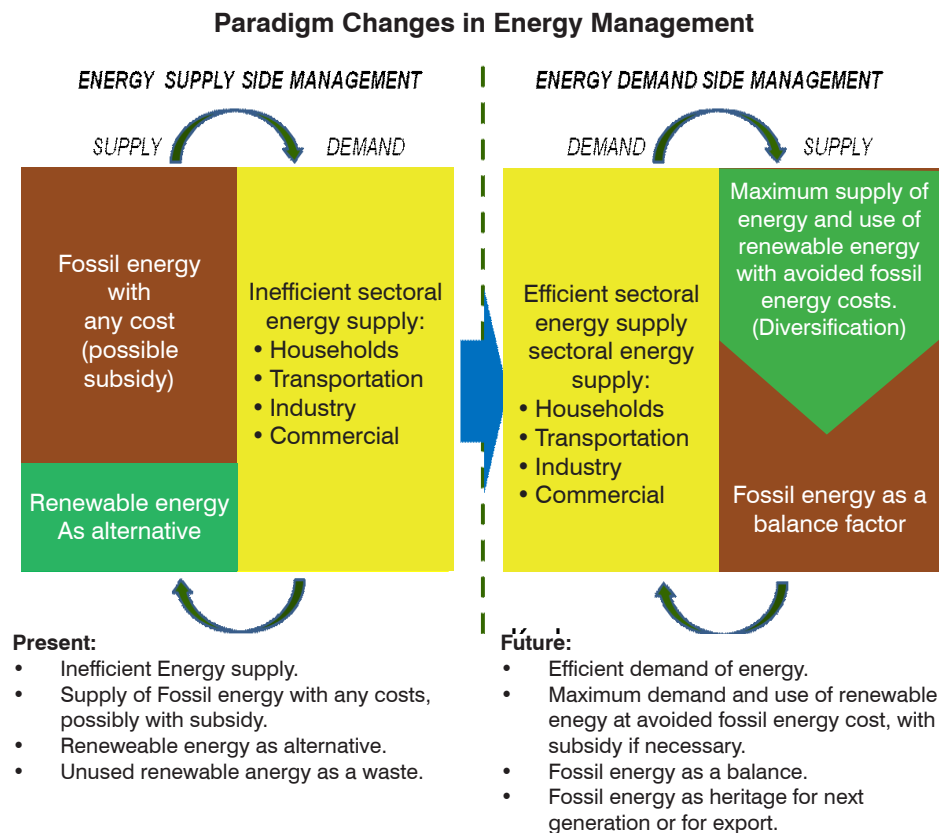 Paradigm Changes in Energy Management
ENERGY SUPPLY SIDE MANAGEMENT
SUPPLY
DEMAND
Fossil energy
with
any cost
(possible
subsidy)
Renewable energy
As alternative
Inefficient sectoral
energy supply:
• Households
• Transportation
• Industry
• Commercial
ENERGY DEMAND SIDE MANAGEMENT
DEMAND
SUPPLY
Efficient sectoral
energy supply
sectoral energy
supply:
• Households
• Transportation
• Industry
• Commercial
Maximum supply of
energy and use of
renewable energy
with avoided fossil
energy costs.
(Diversification)
Fossil energy as a
balance factor
Present:
• Inefficient Energy supply.
• Supply of Fossil energy with any costs,
possibly with subsidy.
• Reneweable energy as alternative.
• Unused renewable anergy as a waste.
Future:
• Efficient demand of energy.
• Maximum demand and use of renewable
enegy at avoided fossil energy cost, with
subsidy if necessary.
• Fossil energy as a balance.
• Fossil energy as heritage for next
generation or for export.